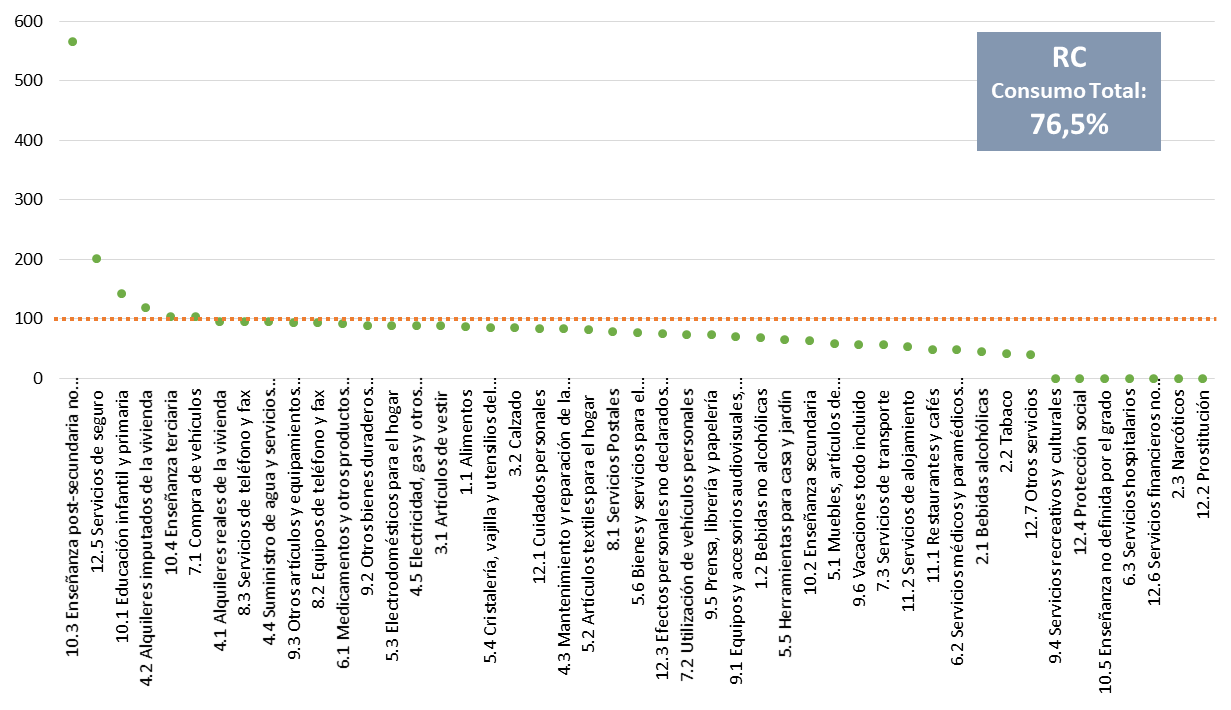 600
500
400
300
200
100
0
RC
Consumo Total:
76,5%
10.3 Enseñanza post-secundaria no…
12.5 Servicios de seguro
10.1 Educación infantil y primaria
4.2 Alquileres imputados de la vivienda
10.4 Enseñanza terciaria
7.1 Compra de vehículos
4.1 Alquileres reales de la vivienda
8.3 Servicios de teléfono y fax
4.4 Suministro de agua y servicios…
9.3 Otros artículos y equipamientos…
8.2 Equipos de teléfono y fax
6.1 Medicamentos y otros productos…
9.2 Otros bienes duraderos…
5.3 Electrodomésticos para el hogar
4.5 Electricidad, gas y otros…
3.1 Artículos de vestir
1.1 Alimentos
5.4 Cristalería, vajilla y utensilios del…
3.2 Calzado
12.1 Cuidados personales
4.3 Mantenimiento y reparación de la…
5.2 Artículos textiles para el hogar
8.1 Servicios Postales
5.6 Bienes y servicios para el…
12.3 Efectos personales no declarados…
7.2 Utilización de vehículos personales
9.5 Prensa, librería y papelería
9.1 Equipos y accesorios audiovisuales,…
1.2 Bebidas no alcohólicas
5.5 Herramientas para casa y jardín
10.2 Enseñanza secundaria
5.1 Muebles, artículos de…
9.6 Vacaciones todo incluido
7.3 Servicios de transporte
11.2 Servicios de alojamiento
11.1 Restaurantes y cafés
6.2 Servicios médicos y paramédicos…
2.1 Bebidas alcohólicas
2.2 Tabaco
12.7 Otros servicios
9.4 Servicios recreativos y culturales
12.4 Protección social
10.5 Enseñanza no definida por el grado
6.3 Servicios hospitalarios
12.6 Servicios financieros no…
2.3 Narcóticos
12.2 Prostitución